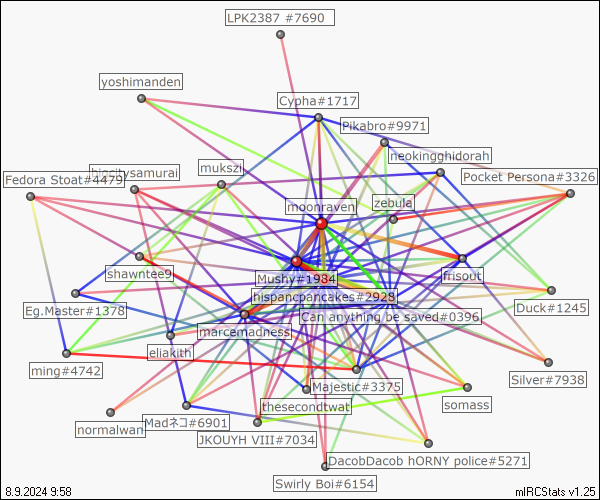 LPK2387 #7690
yoshimanden
Cypha#1717
Pikabro#9971
neokingghidorah
mukszi
bigcitysamurai
Fedora Stoat#4479
Pocket Persona#3326
moonraven
zebula
shawntee9
Mushy#1934
frisout
hispancpancakes#2928
Eg.Master#1378
Can anything be saved#0396
Duck#1245
marcemadness
eliakith
ming#4742
Majestic#3375
Silver#7938
somass
thesecondtwat
Madネコ#6901
normalwan
JKOUYH VIII#7034
DacobDacob hORNY police#5271
Swirly Boi#6154
8.9.2024 9:58
mIRCStats v1.25